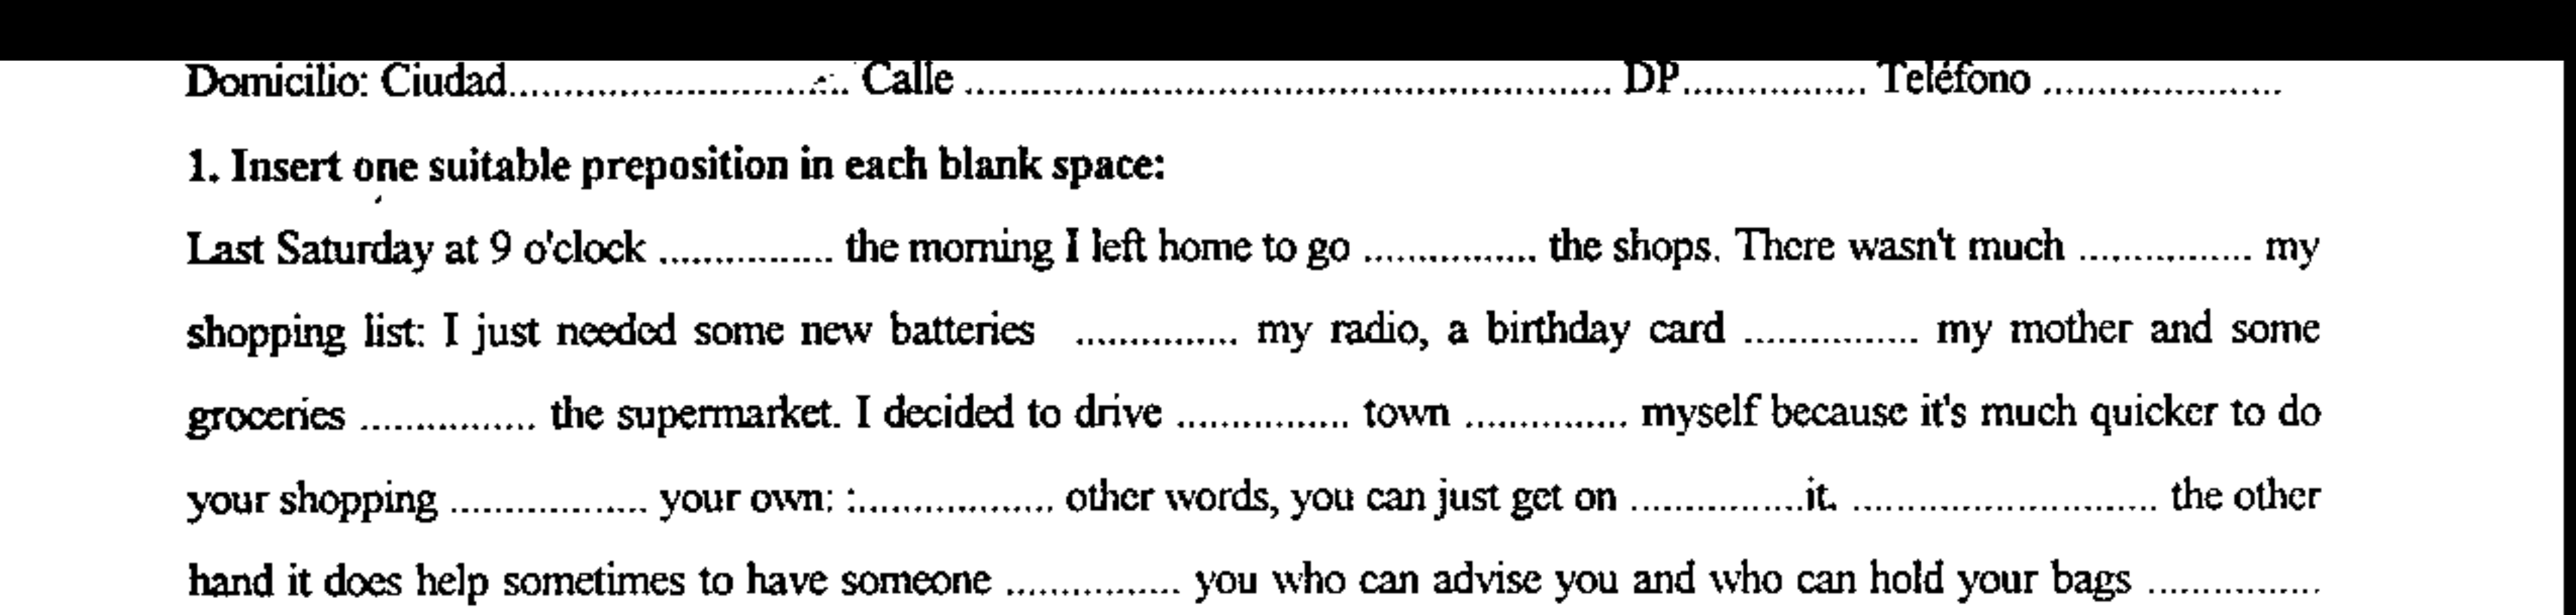 Domicilio: Ciudad............................... Calle ............................................................ DP................. Teléfono ......................
1. Insert one suitable preposition in each blank space:
Last Saturday at 9 o'clock ................ the morning I left home to go ................ the shops. There wasn't much ................ my
shopping list: I just needed some new batteries ............... my radio, a birthday card ................ my mother and some
groceries ................ the supermarket. I decided to drive ................ town ............... myself because it's much quicker to do
your shopping .................. your own: :.................. other words, you can just get on ................it. ............................ the other
hand it does help sometimes to have someone ................ you who can advise you and who can hold your bags ................